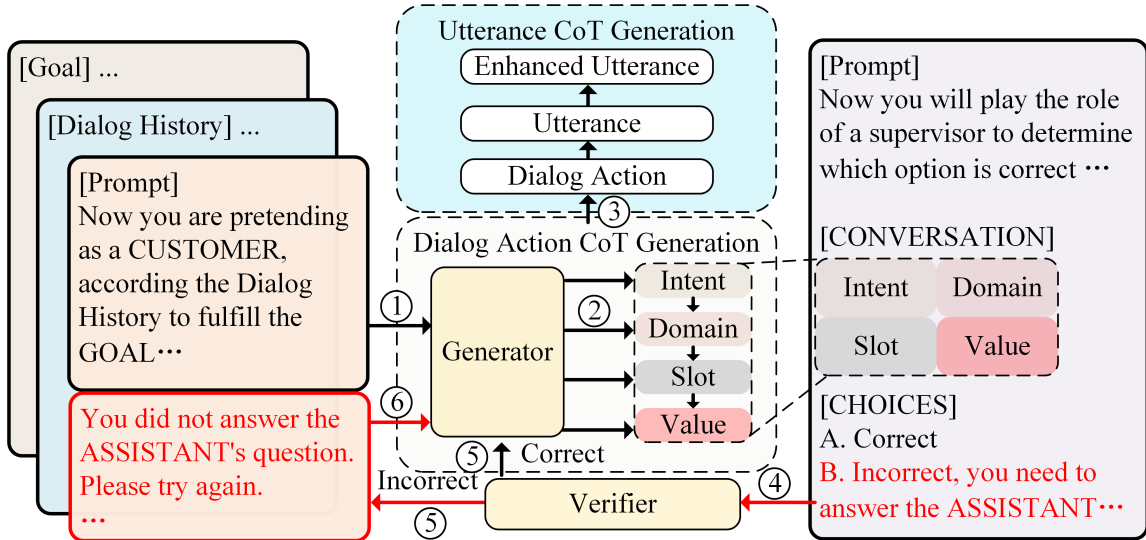 [Goal] ...
[Dialog History] ...
[Prompt]
Now you are pretending
as a CUSTOMER,
according the Dialog
History to fulfill the
GOAL···
You did not answer the
ASSISTANT's question.
Please try again.
···
Utterance CoT Generation
Enhanced Utterance
Utterance
Dialog Action
③
Dialog Action CoT Generation
①
Generator
②
Intent
Domain
Slot
Value
⑥
⑤
Correct
Incorrect
⑤
Verifier
④
[Prompt]
Now you will play the role
of a supervisor to determine
which option is correct ···
[CONVERSATION]
Intent
Domain
Slot
Value
[CHOICES]
A. Correct
B. Incorrect, you need to
answer the ASSISTANT···